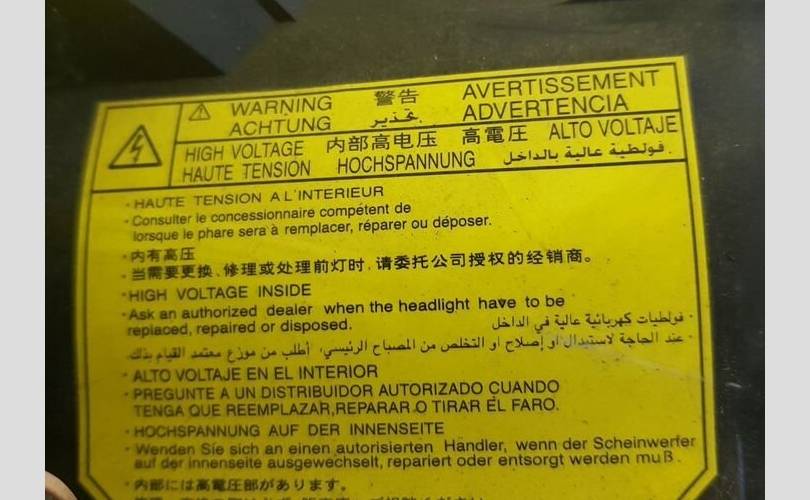 WARNING 警告 AVERTISSEMENT
ACHTUNG تحذير. ADVERTENCIA
HIGH VOLTAGE 内部高电压 高電圧 ALTO VOLTAJE
HAUTE TENSION HOCHSPANNUNG فولطية عالية بالداخل.
· HAUTE TENSION A L'INTERIEUR
· Consulter le concessionnaire compétent de
lorsque le phare sera à remplacer, réparer ou déposer.
· 内有高压
· 当需要更换、修理或处理前灯时，请委托公司授权的经销商。
· HIGH VOLTAGE INSIDE
· Ask an authorized dealer when the headlight have to be
replaced, repaired or disposed.
· فولطيات كهربائية عالية في الداخل
· عند الحاجة لاستبدال او إصلاح او التخلص من المصباح الرئيسي، أطلب من موزع معتمد القيام بذلك.
· ALTO VOLTAJE EN EL INTERIOR
· PREGUNTE A UN DISTRIBUIDOR AUTORIZADO CUANDO
TENGA QUE REEMPLAZAR,REPARAR O TIRAR EL FARO.
· HOCHSPANNUNG AUF DER INNENSEITE
· Wenden Sie sich an einen autorisierten Händler, wenn der Scheinwerfer
auf der innenseite ausgewechselt, repariert oder entsorgt werden muß.
· 内部には高電圧部があります。